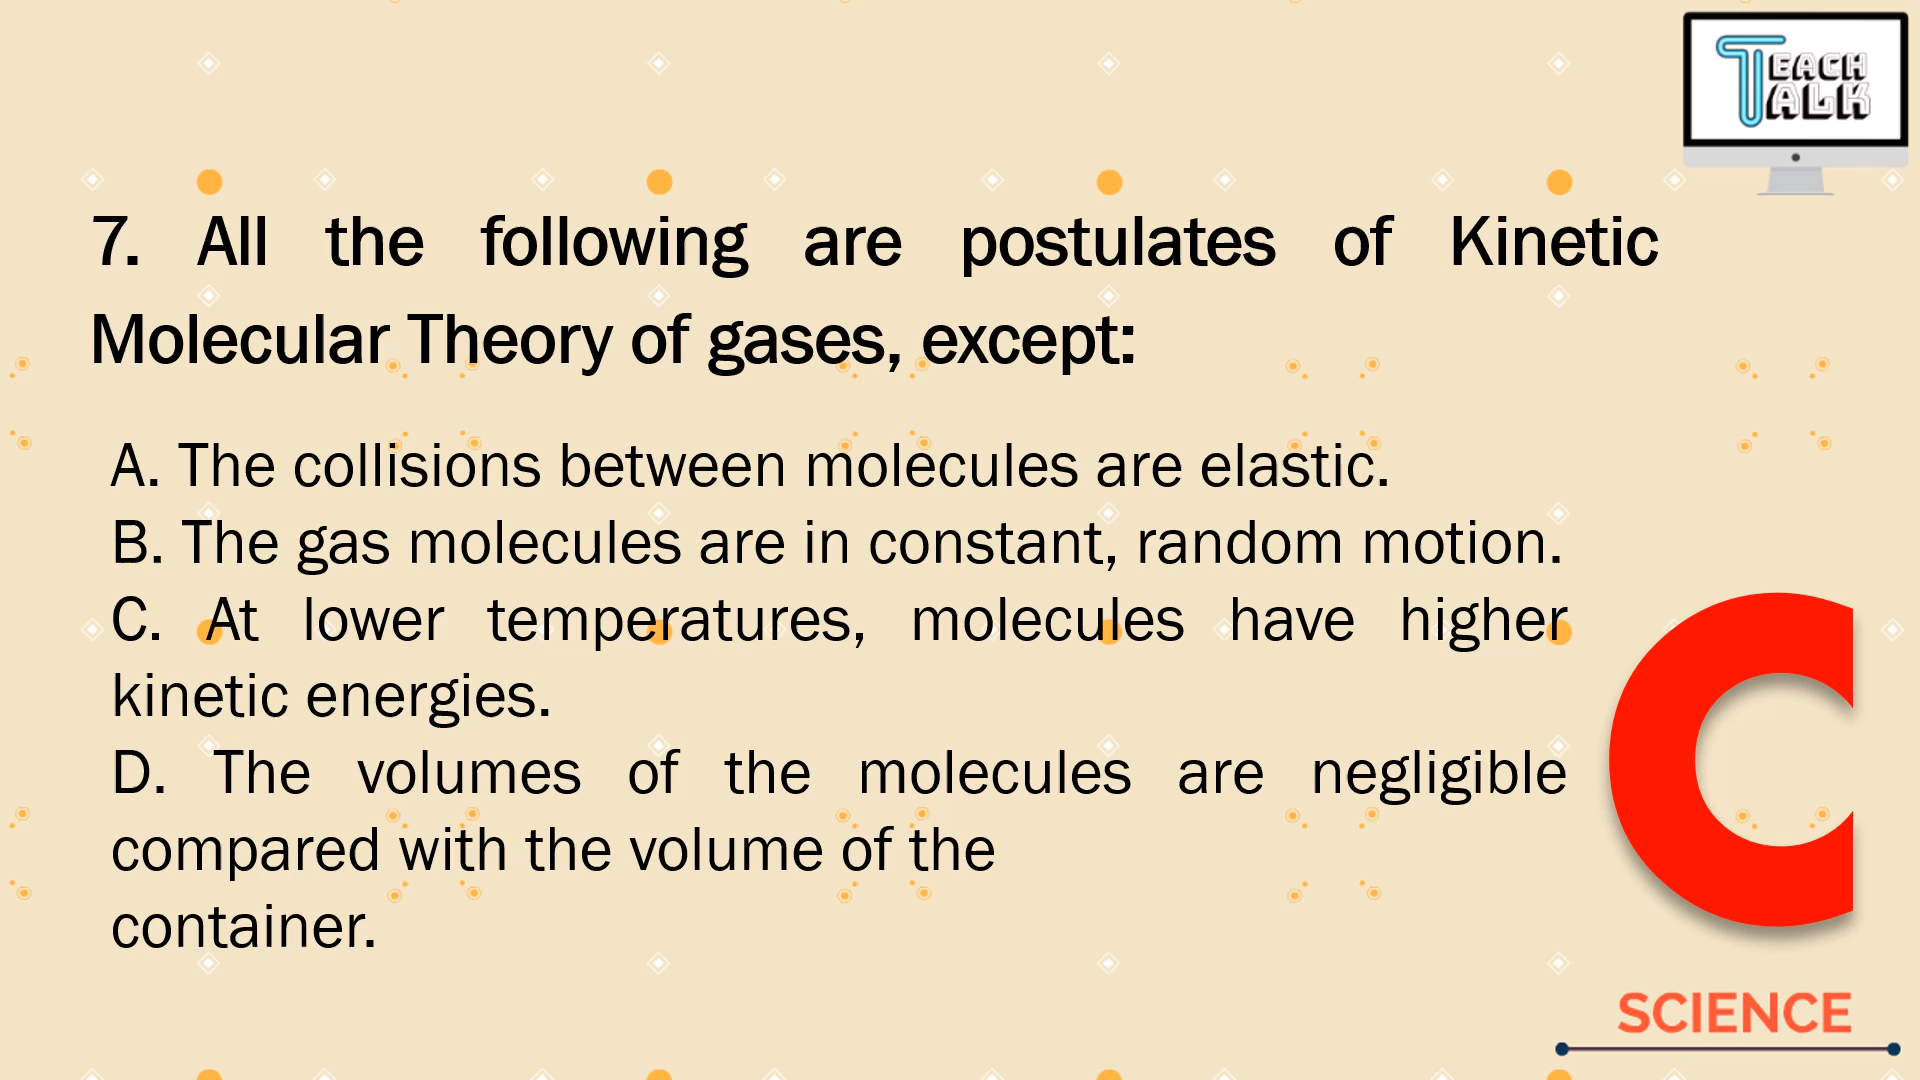 TEACH
TALK
7. All the following are postulates of Kinetic
Molecular Theory of gases, except:
A. The collisions between molecules are elastic.
B. The gas molecules are in constant, random motion.
C. At lower temperatures, molecules have higher
kinetic energies.
D. The volumes of the molecules are negligible
compared with the volume of the
container.
C
SCIENCE